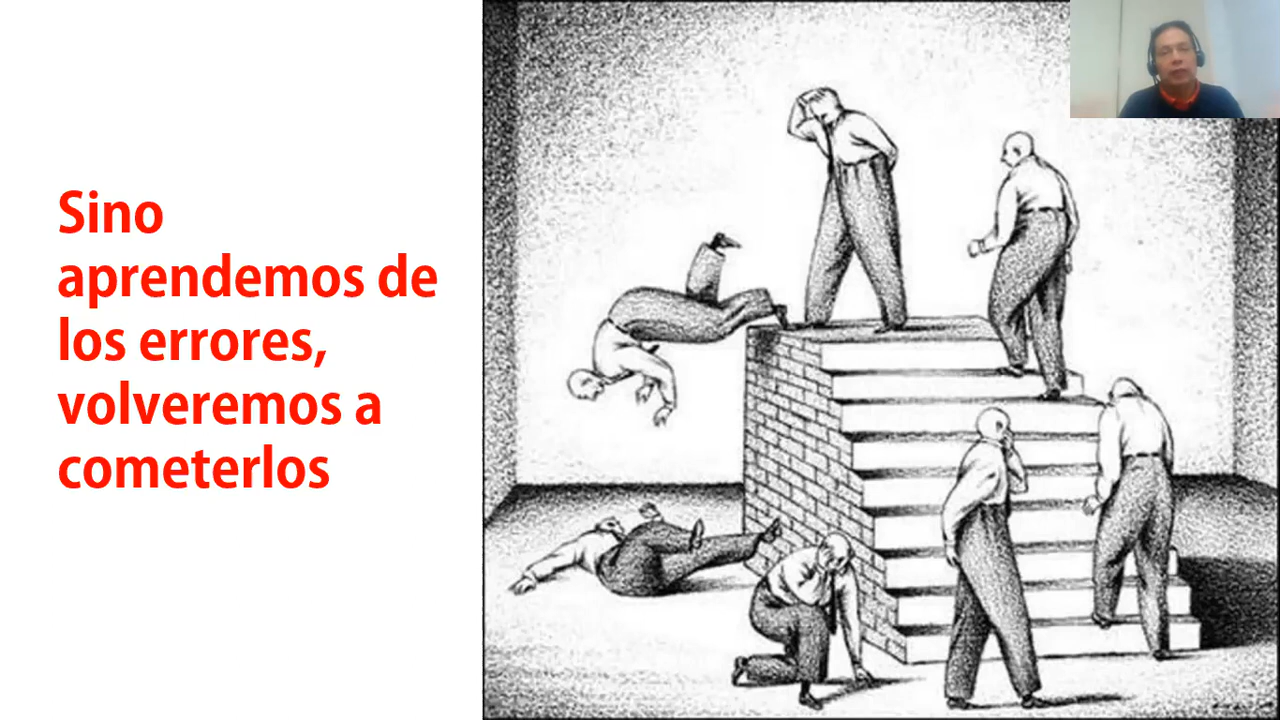 Sino
aprendemos de
los errores,
volveremos a
cometerlos